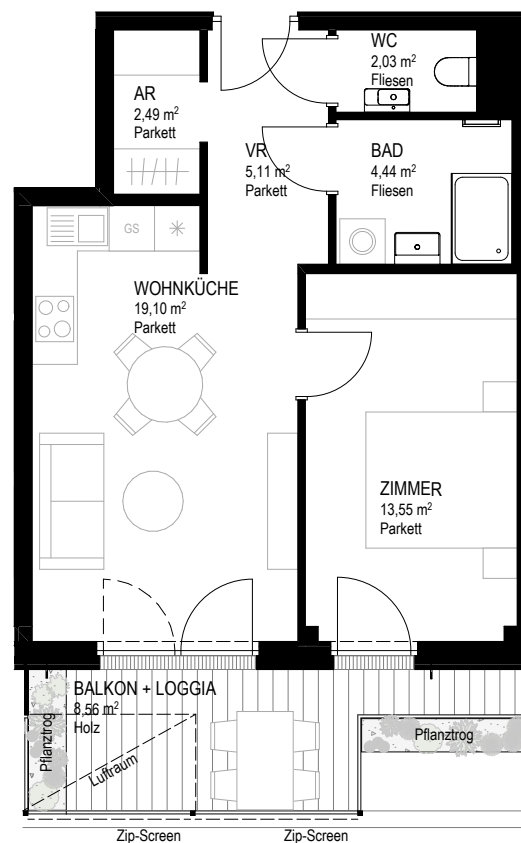 WC
2,03 m²
Fliesen
AR
2,49 m²
Parkett
VR
5,11 m²
Parkett
BAD
4,44 m²
Fliesen
GS
WOHNKÜCHE
19,10 m²
Parkett
ZIMMER
13,55 m²
Parkett
BALKON + LOGGIA
8,56 m²
Holz
Pflanztrog
Luftraum
Pflanztrog
Zip-Screen
Zip-Screen